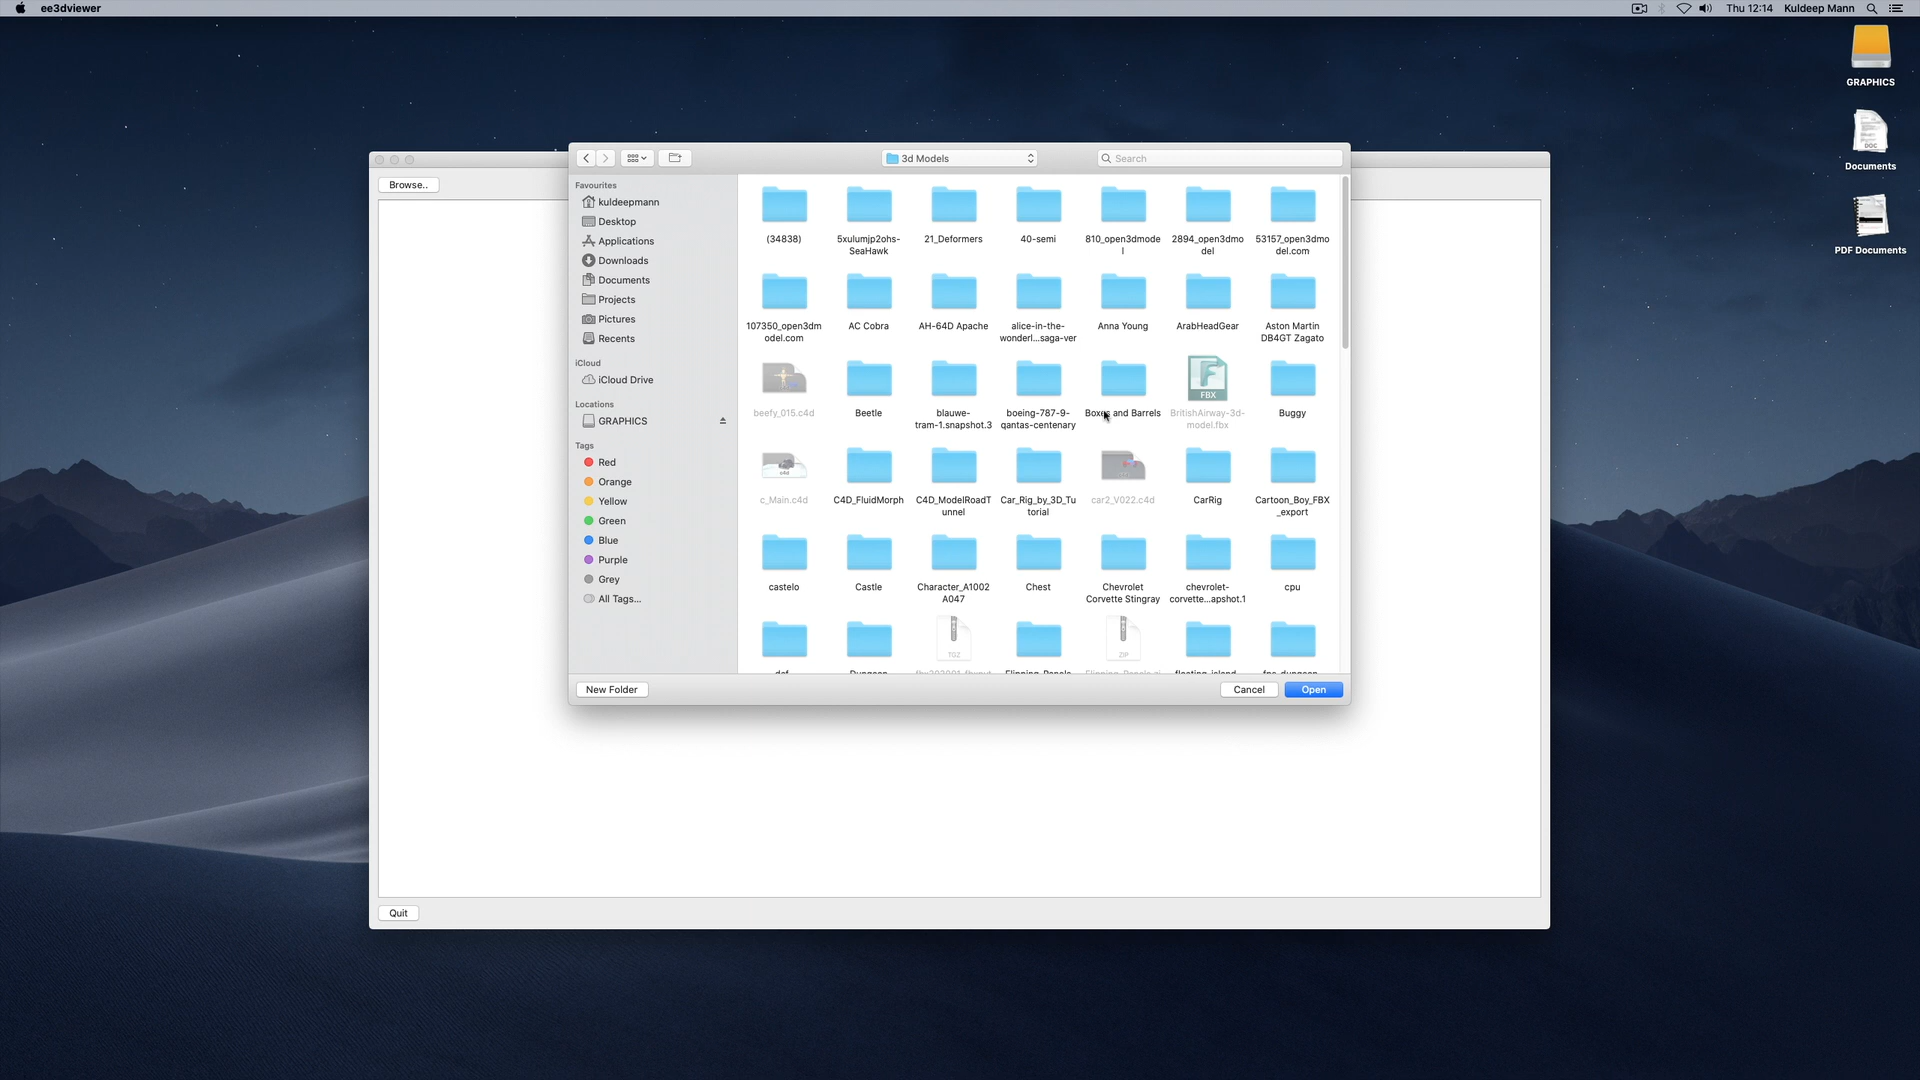 ee3dviewer
Thu 12:14 Kuldeep Mann
GRAPHICS
DOC
Documents
PDF Documents
Browse..
3d Models
Search
Favourites
kuldeepmann
Desktop
Applications
Downloads
Documents
Projects
Pictures
Recents
iCloud
iCloud Drive
Locations
GRAPHICS
Tags
Red
Orange
Yellow
Green
Blue
Purple
Grey
All Tags...
(34838)
5xulumjp2ohs-
SeaHawk
21_Deformers
40-semi
810_open3dmode
l
2894_open3dmo
del
53157_open3dmo
del.com
107350_open3dm
odel.com
AC Cobra
AH-64D Apache
alice-in-the-
wonderl...saga-ver
Anna Young
ArabHeadGear
Aston Martin
DB4GT Zagato
beefy_015.c4d
Beetle
blauwe-
tram-1.snapshot.3
boeing-787-9-
qantas-centenary
Boxes and Barrels
FBX
BritishAirway-3d-
model.fbx
Buggy
c_Main.c4d
C4D_FluidMorph
C4D_ModelRoadT
unnel
Car_Rig_by_3D_Tu
torial
car2_V022.c4d
CarRig
Cartoon_Boy_FBX
_export
castelo
Castle
Character_A1002
A047
Chest
Chevrolet
Corvette Stingray
chevrolet-
corvette...apshot.1
cpu
TGZ
ZIP
New Folder
Cancel
Open
Quit